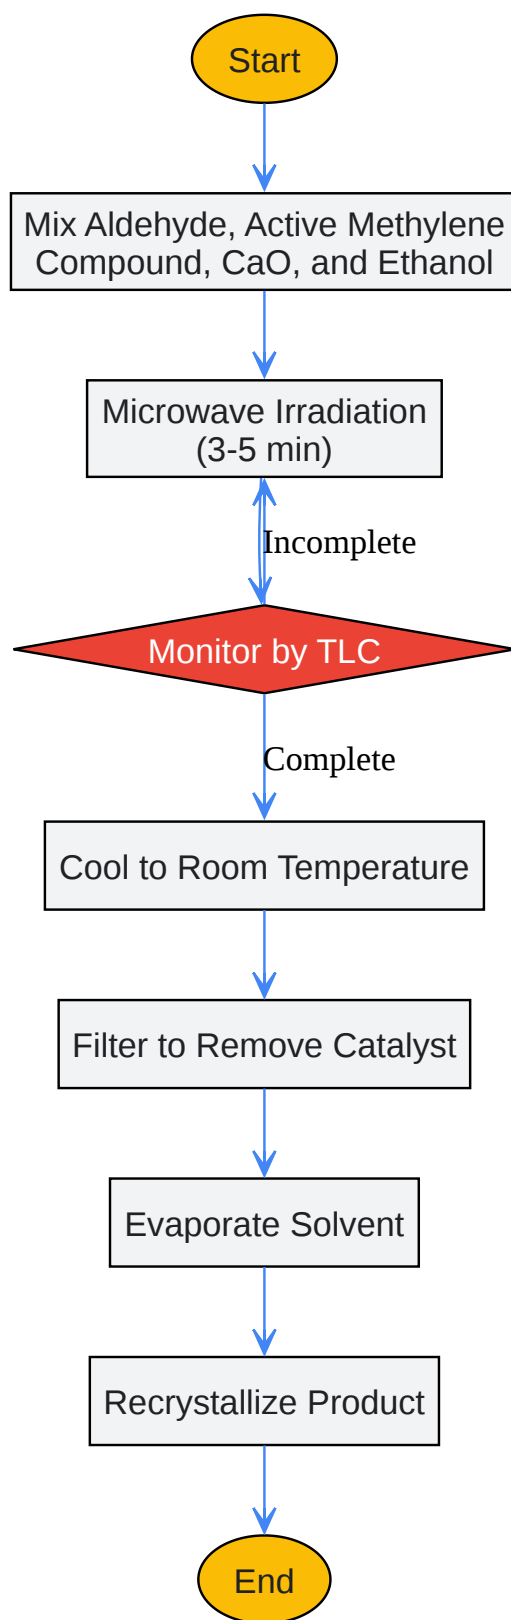 Start
Mix Aldehyde, Active Methylene
Compound, CaO, and Ethanol
Microwave Irradiation
(3-5 min)
Incomplete
Monitor by TLC
Complete
Cool to Room Temperature
Filter to Remove Catalyst
Evaporate Solvent
Recrystallize Product
End